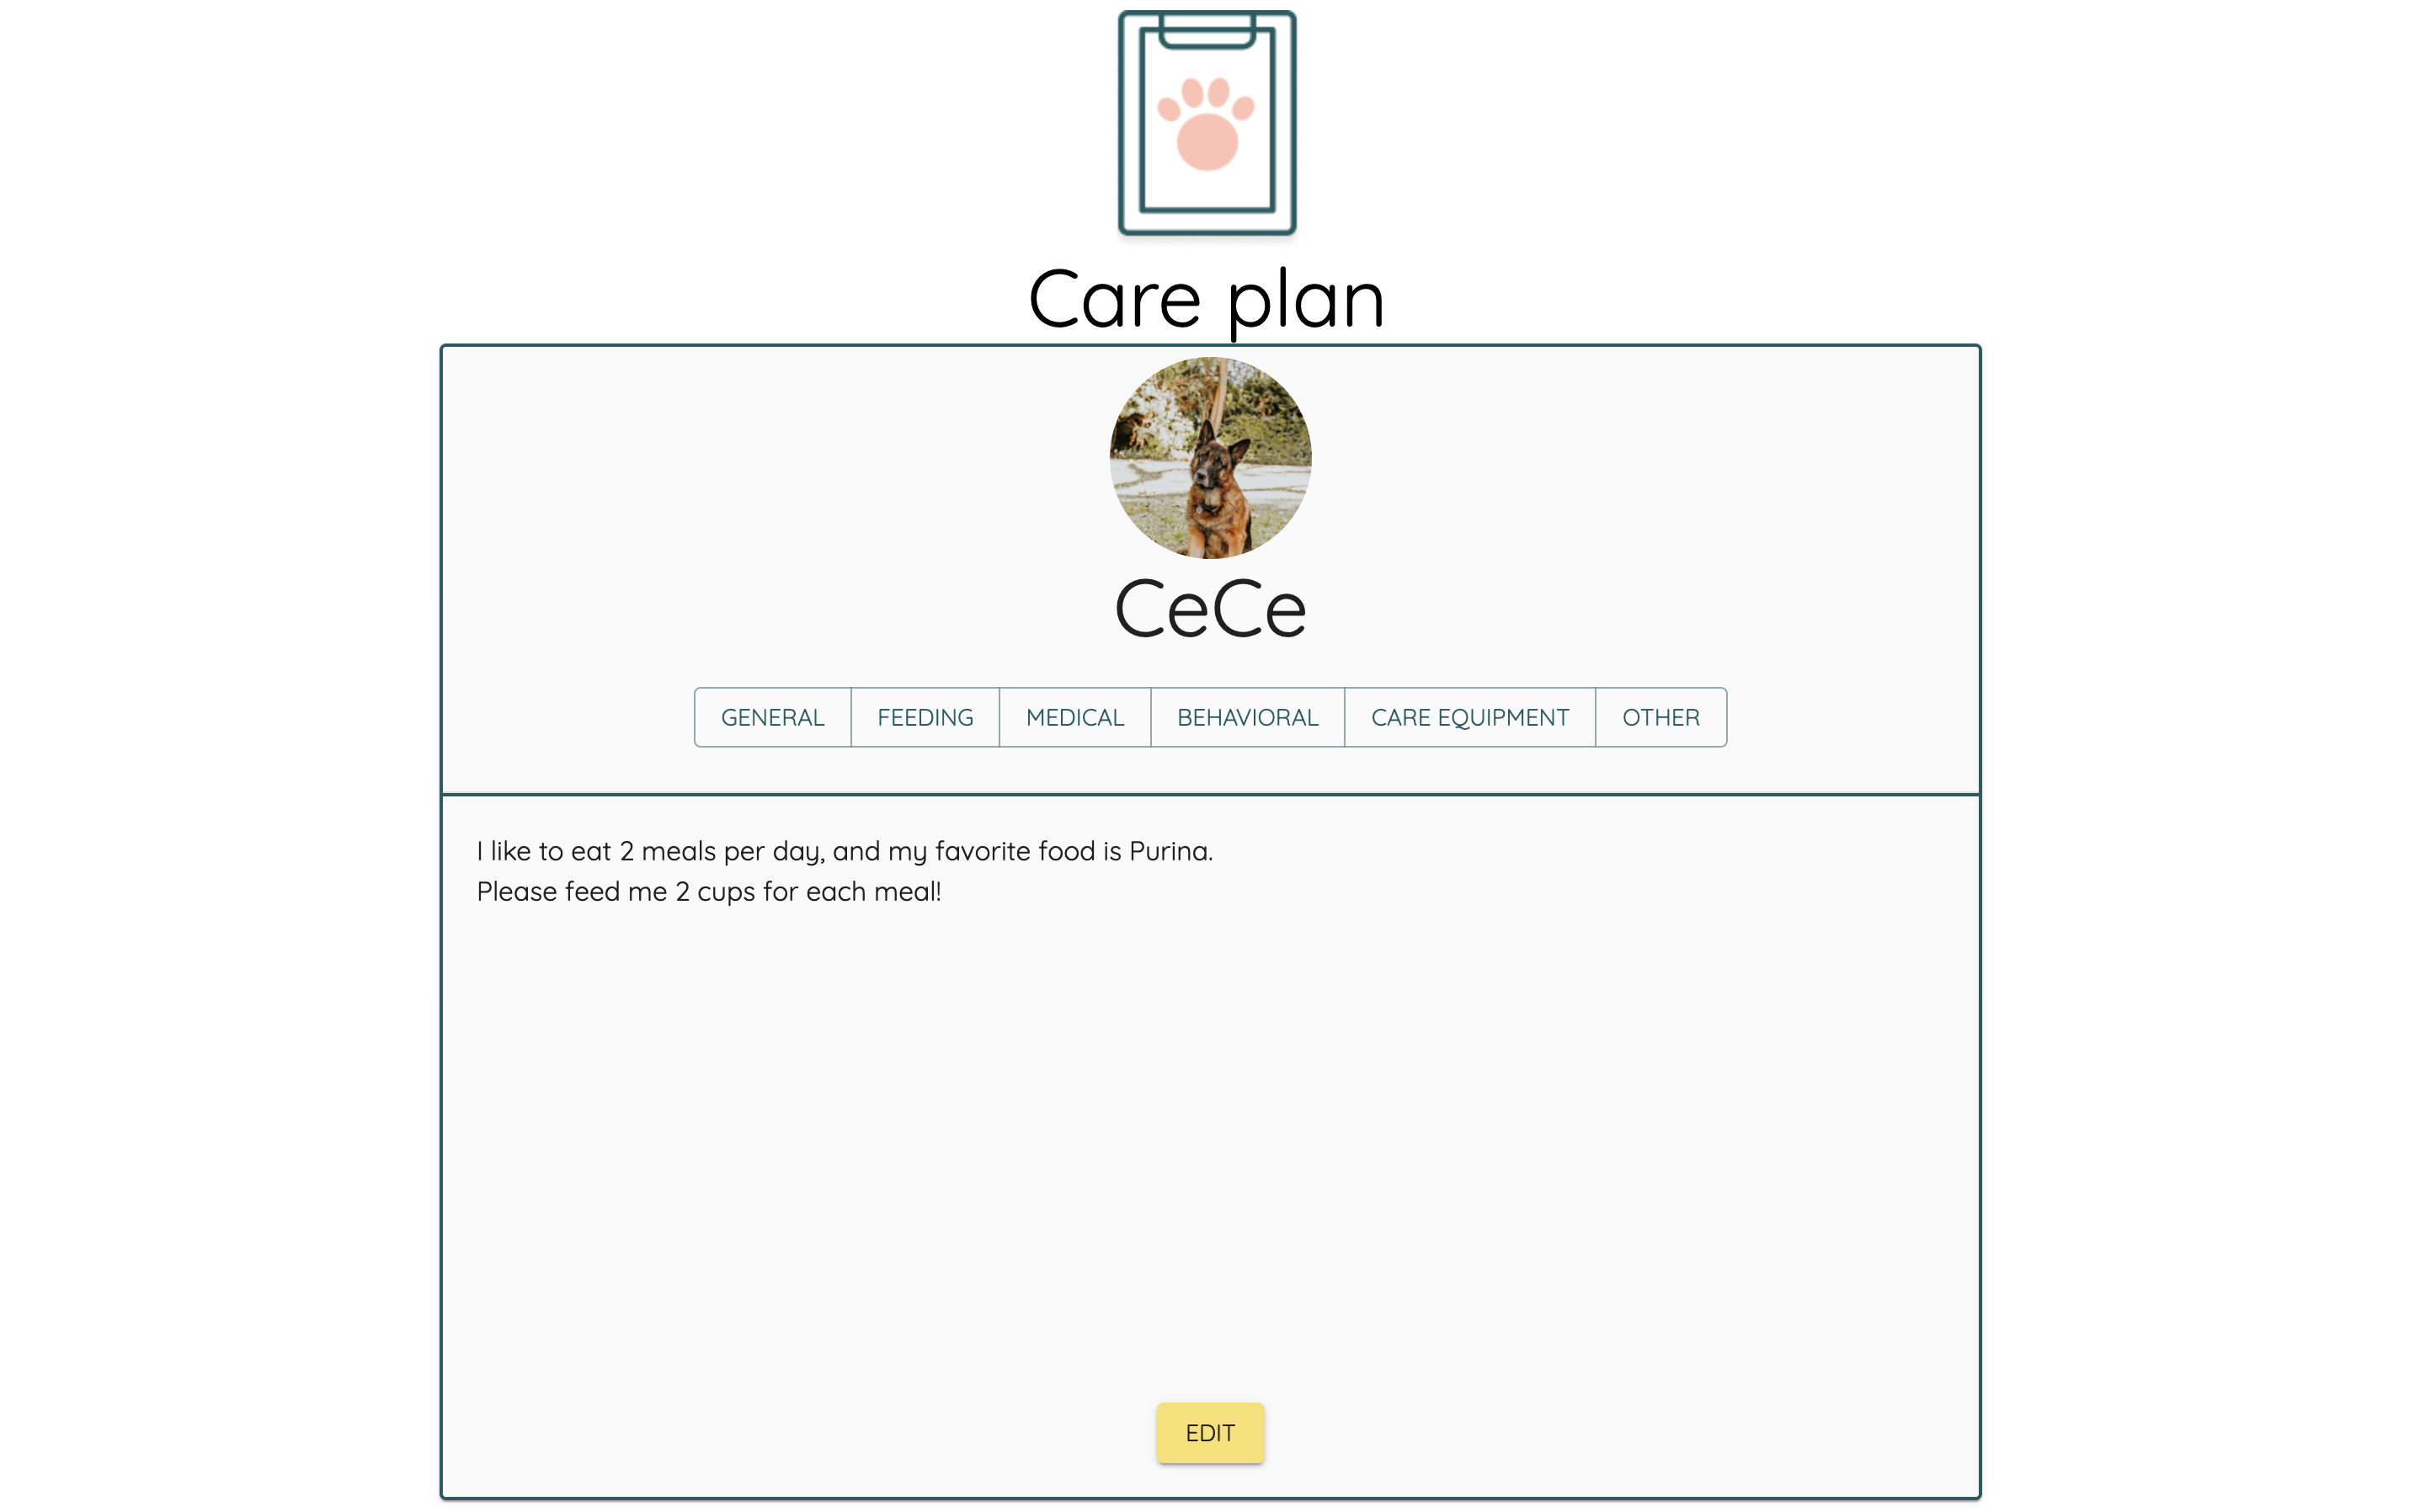 Care plan
CeCe
GENERAL
FEEDING
MEDICAL
BEHAVIORAL
CARE EQUIPMENT
OTHER
I like to eat 2 meals per day, and my favorite food is Purina.
Please feed me 2 cups for each meal!
EDIT